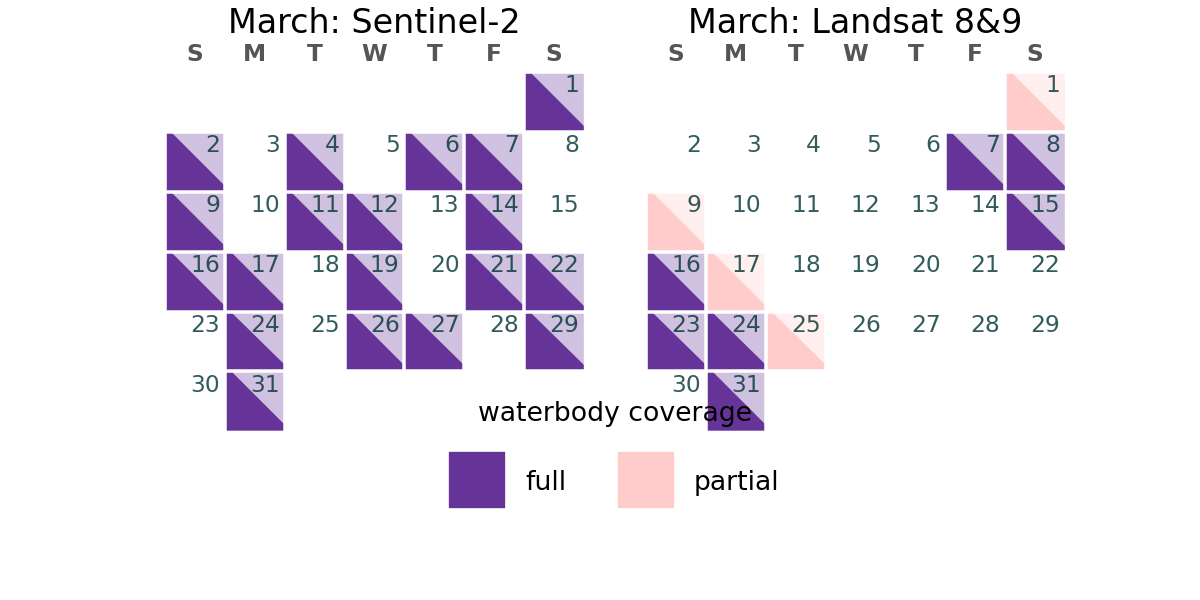 March: Sentinel-2
S M T W T F S
1
2 3 4 5 6 7 8
9 10 11 12 13 14 15
16 17 18 19 20 21 22
23 24 25 26 27 28 29
30 31
March: Landsat 8&9
S M T W T F S
1
2 3 4 5 6 7 8
9 10 11 12 13 14 15
16 17 18 19 20 21 22
23 24 25 26 27 28 29
30 31
waterbody coverage
full partial